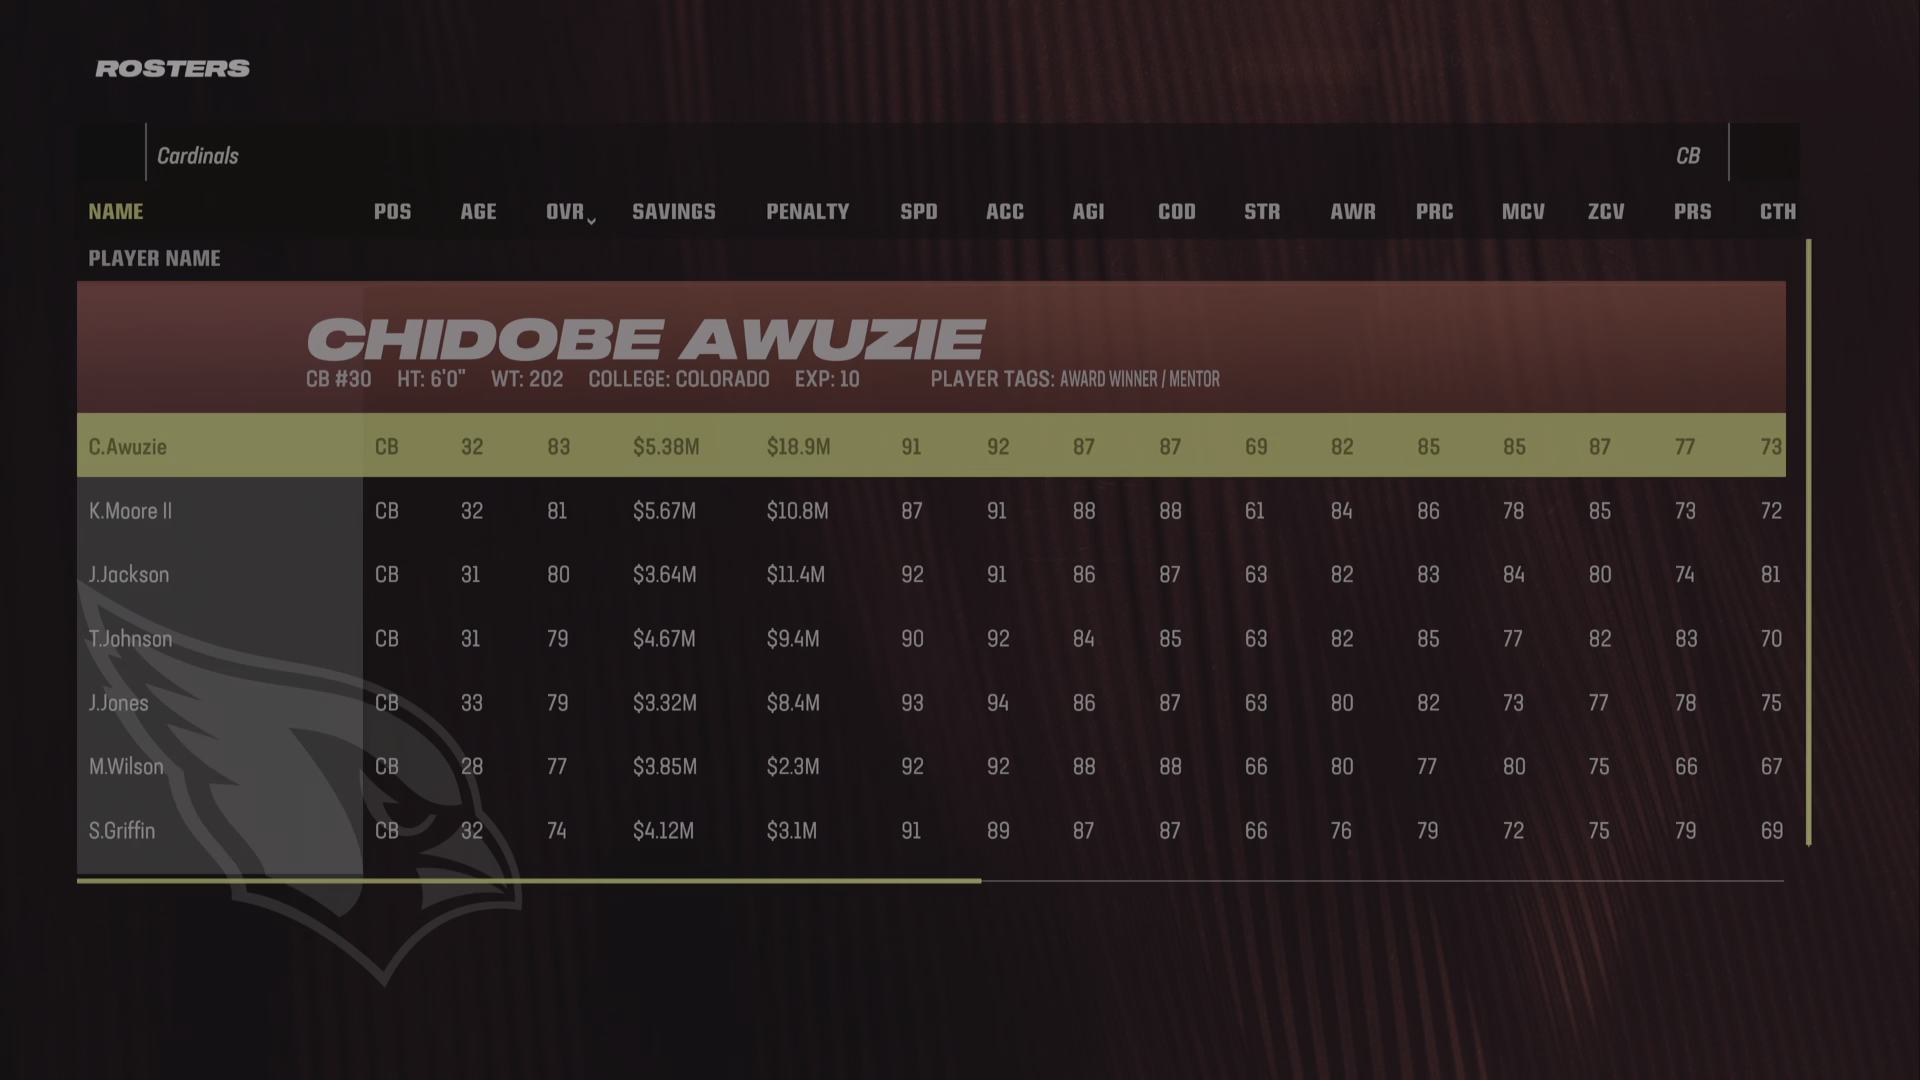 ROSTERS
Cardinals CB
NAME POS AGE OVR SAVINGS PENALTY SPD ACC AGI COD STR AWR PRC MCV ZCV PRS CTH
PLAYER NAME
CHIDOBE AWUZIE
CB #30 HT: 6'0" WT: 202 COLLEGE: COLORADO EXP: 10 PLAYER TAGS: AWARD WINNER / MENTOR
C.Awuzie CB 32 83 $5.38M $18.9M 91 92 87 87 69 82 85 85 87 77 73
K.Moore II CB 32 81 $5.67M $10.8M 87 91 88 88 61 84 86 78 85 73 72
J.Jackson CB 31 80 $3.64M $11.4M 92 91 86 87 63 82 83 84 80 74 81
T.Johnson CB 31 79 $4.67M $9.4M 90 92 84 85 63 82 85 77 82 83 70
J.Jones CB 33 79 $3.32M $8.4M 93 94 86 87 63 80 82 73 77 78 75
M.Wilson CB 28 77 $3.85M $2.3M 92 92 88 88 66 80 77 80 75 66 67
S.Griffin CB 32 74 $4.12M $3.1M 91 89 87 87 66 76 79 72 75 79 69